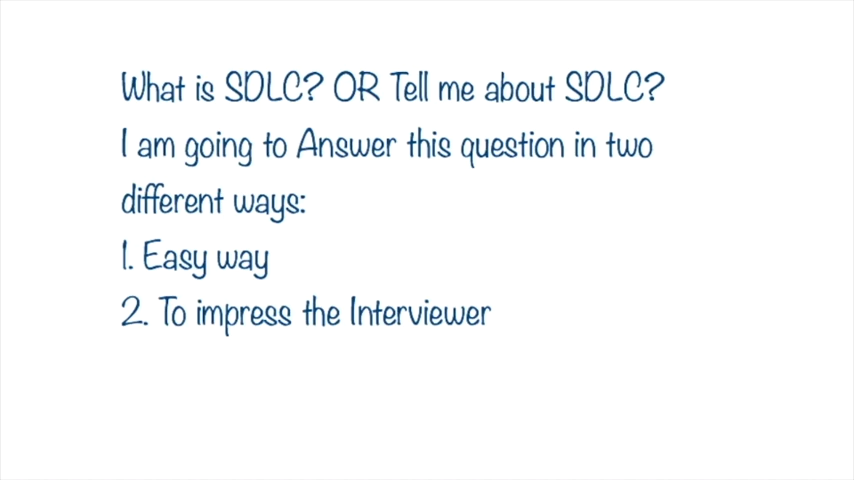 What is SDLC? OR Tell me about SDLC?
I am going to Answer this question in two
different ways:
1. Easy way
2. To impress the Interviewer